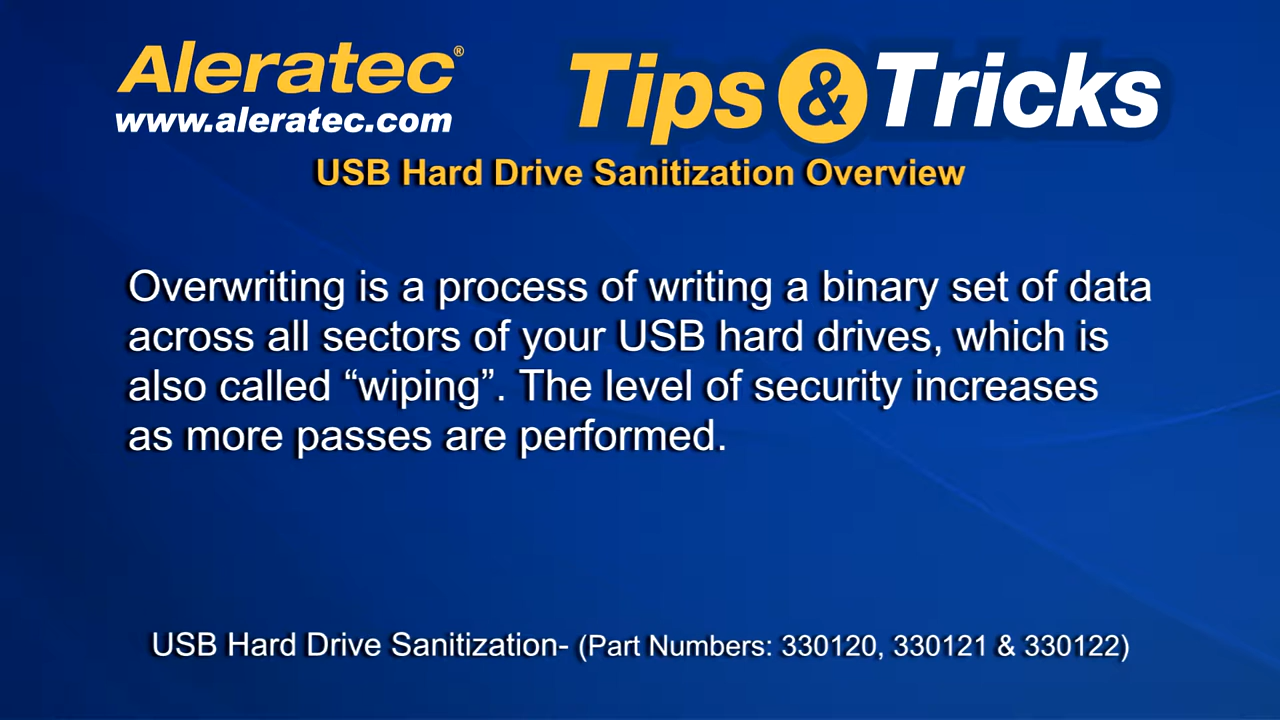 Aleratec®
www.aleratec.com
Tips & Tricks
USB Hard Drive Sanitization Overview
Overwriting is a process of writing a binary set of data
across all sectors of your USB hard drives, which is
also called “wiping”. The level of security increases
as more passes are performed.
USB Hard Drive Sanitization- (Part Numbers: 330120, 330121 & 330122)